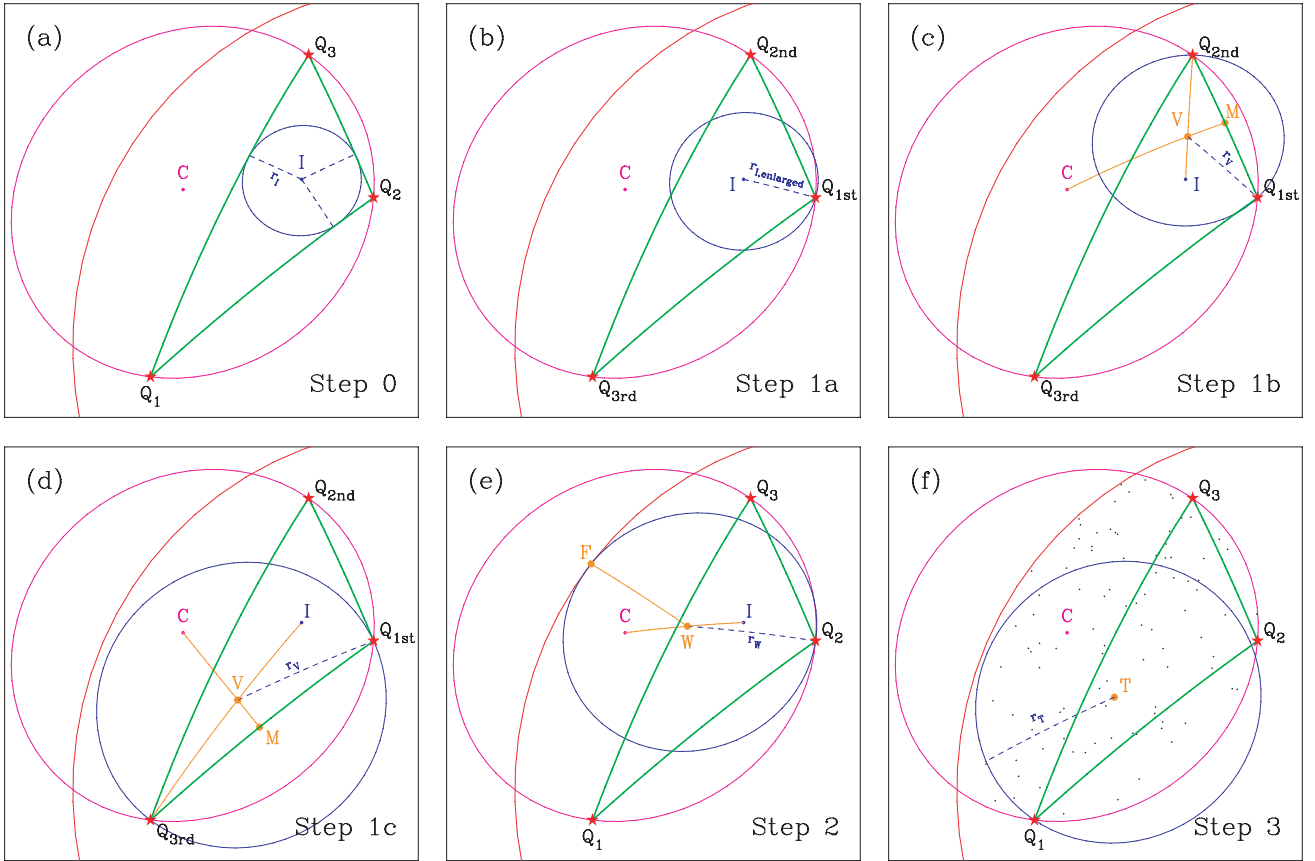 (a)
Q3
C
I
rI
Q2
Q1
Step 0
(b)
Q2nd
C
I
rI,enlarged
Q1st
Q3rd
Step 1a
(c)
Q2nd
V
M
C
I
rV
Q1st
Q3rd
Step 1b
(d)
Q2nd
C
I
Q1st
rV
V
M
Q3rd
Step 1c
(e)
Q3
F
C
I
W
rW
Q2
Q1
Step 2
(f)
Q3
C
Q2
T
rT
Q1
Step 3